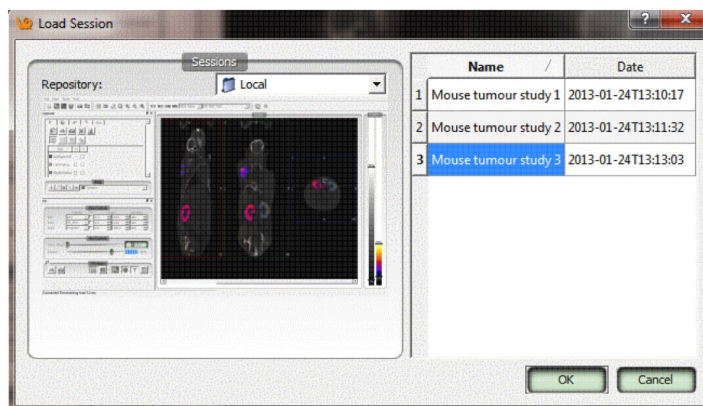 Load Session
Sessions
Repository:
Local
Name
Date
1 Mouse tumour study 1 2013-01-24T13:10:17
2 Mouse tumour study 2 2013-01-24T13:11:32
3 Mouse tumour study 3 2013-01-24T13:13:03
OK
Cancel